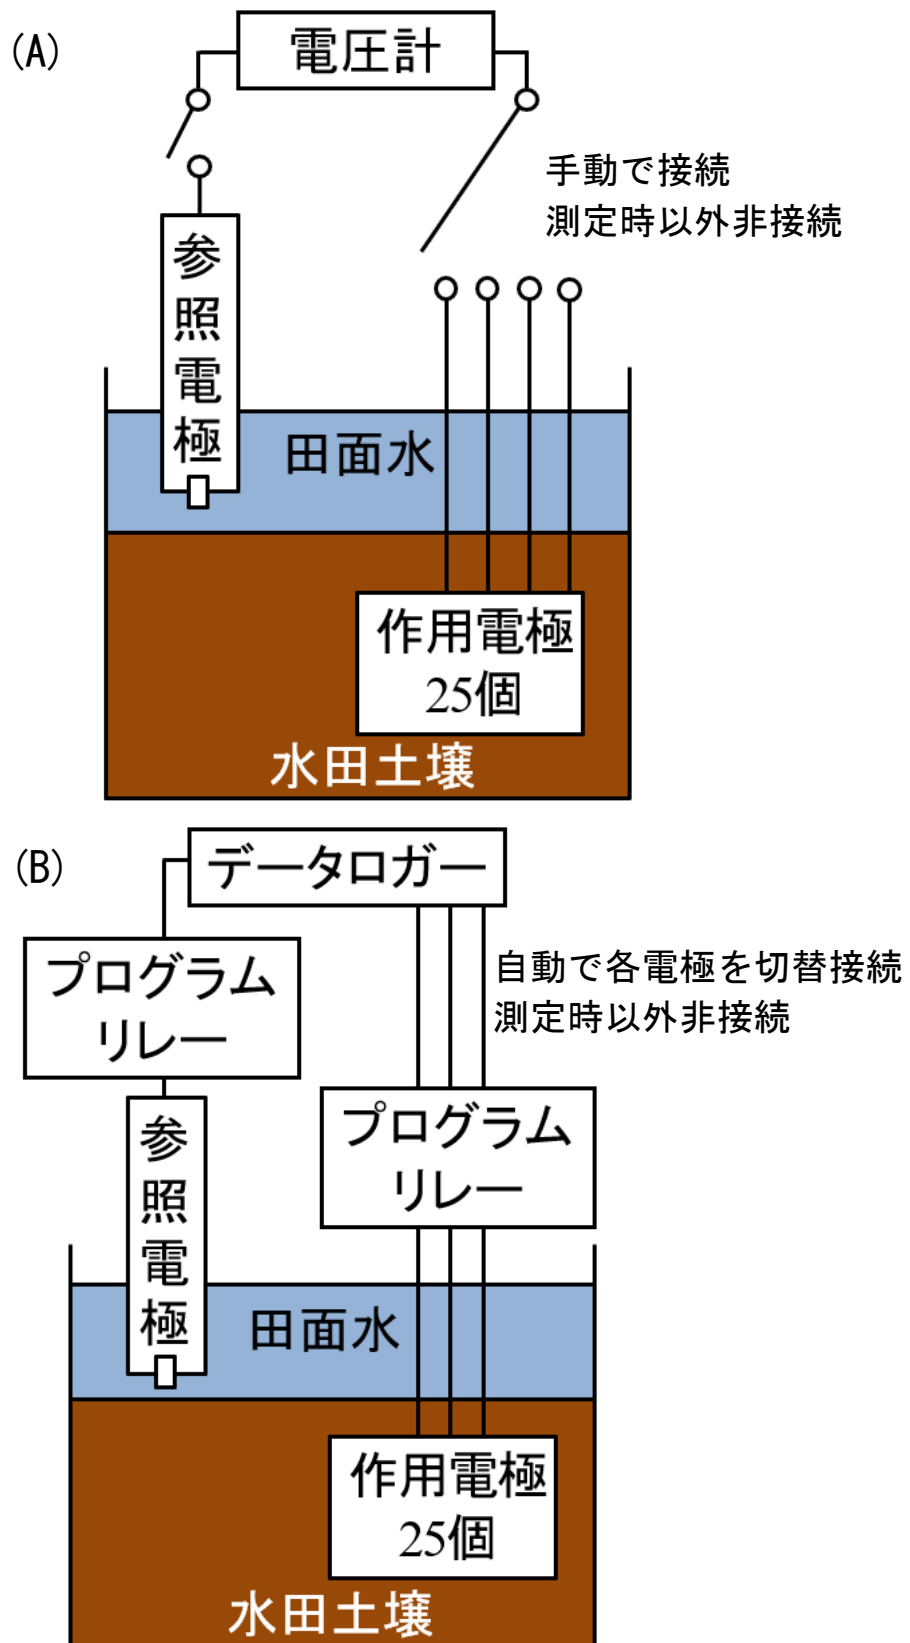 (A)
電圧計
手動で接続
測定時以外非接続
参照電極
田面水
作用電極
25個
水田土壌
(B)
データロガー
プログラム
リレー
自動で各電極を切替接続
測定時以外非接続
プログラム
リレー
参照電極
田面水
作用電極
25個
水田土壌